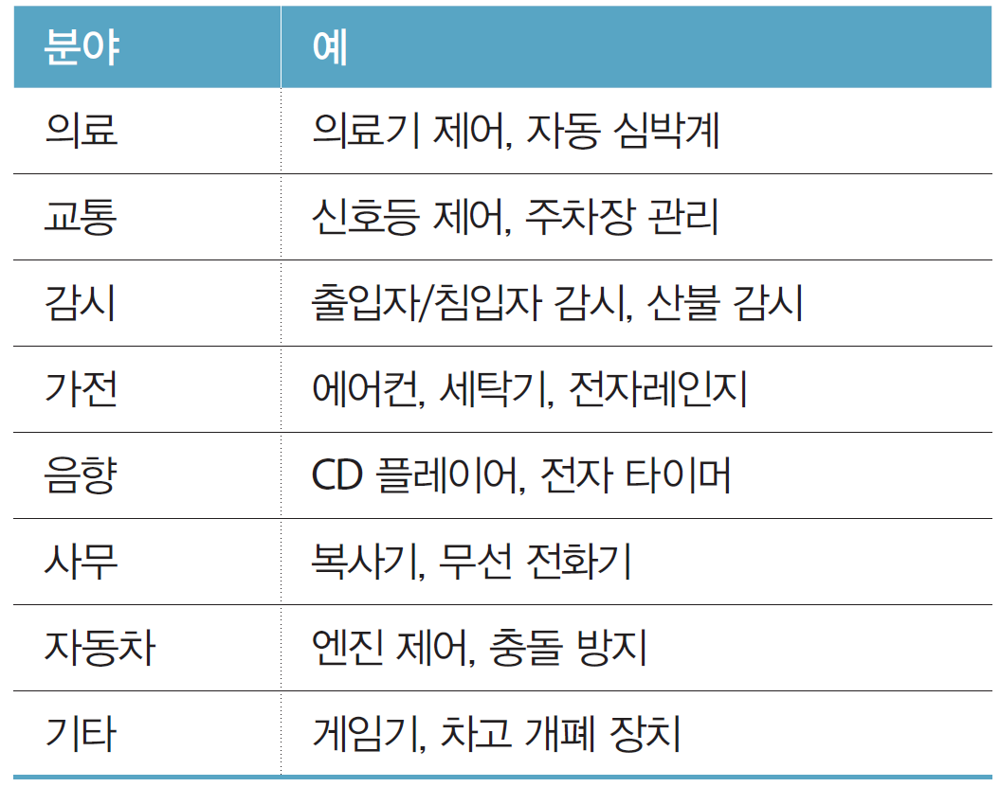 분야 예
의료 의료기 제어, 자동 심박계
교통 신호등 제어, 주차장 관리
감시 출입자/침입자 감시, 산불 감시
가전 에어컨, 세탁기, 전자레인지
음향 CD 플레이어, 전자 타이머
사무 복사기, 무선 전화기
자동차 엔진 제어, 충돌 방지
기타 게임기, 차고 개폐 장치